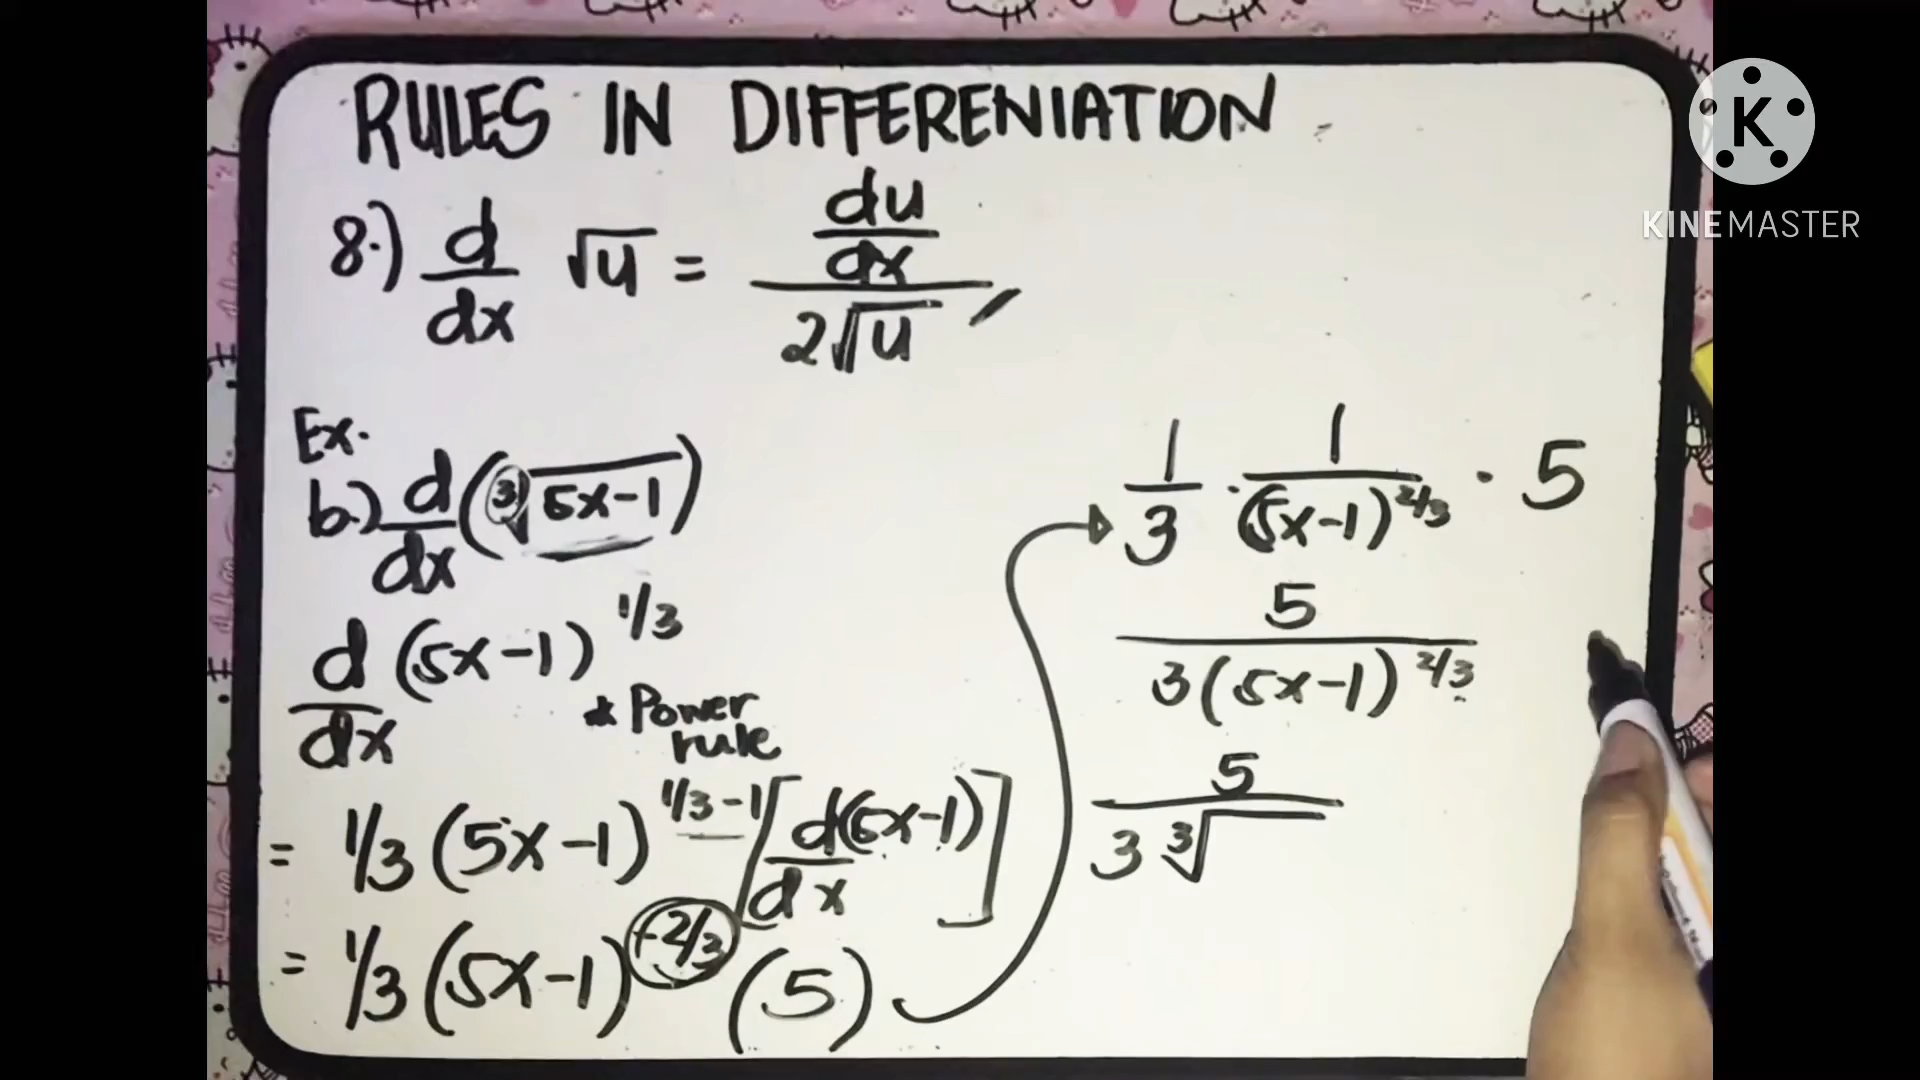 RULES IN DIFFERENIATION
8.) d/dx √u = du/dx / 2√u
Ex.
b.) d/dx (³√5x-1)
d/dx (5x-1)^1/3
* Power
rule
= 1/3 (5x-1)^1/3-1 [d/dx (5x-1)]
= 1/3 (5x-1)^-2/3 (5)
1/3 · 1/(5x-1)^2/3 · 5
5 / 3(5x-1)^2/3
5 / 3 ³√
K
KINEMASTER